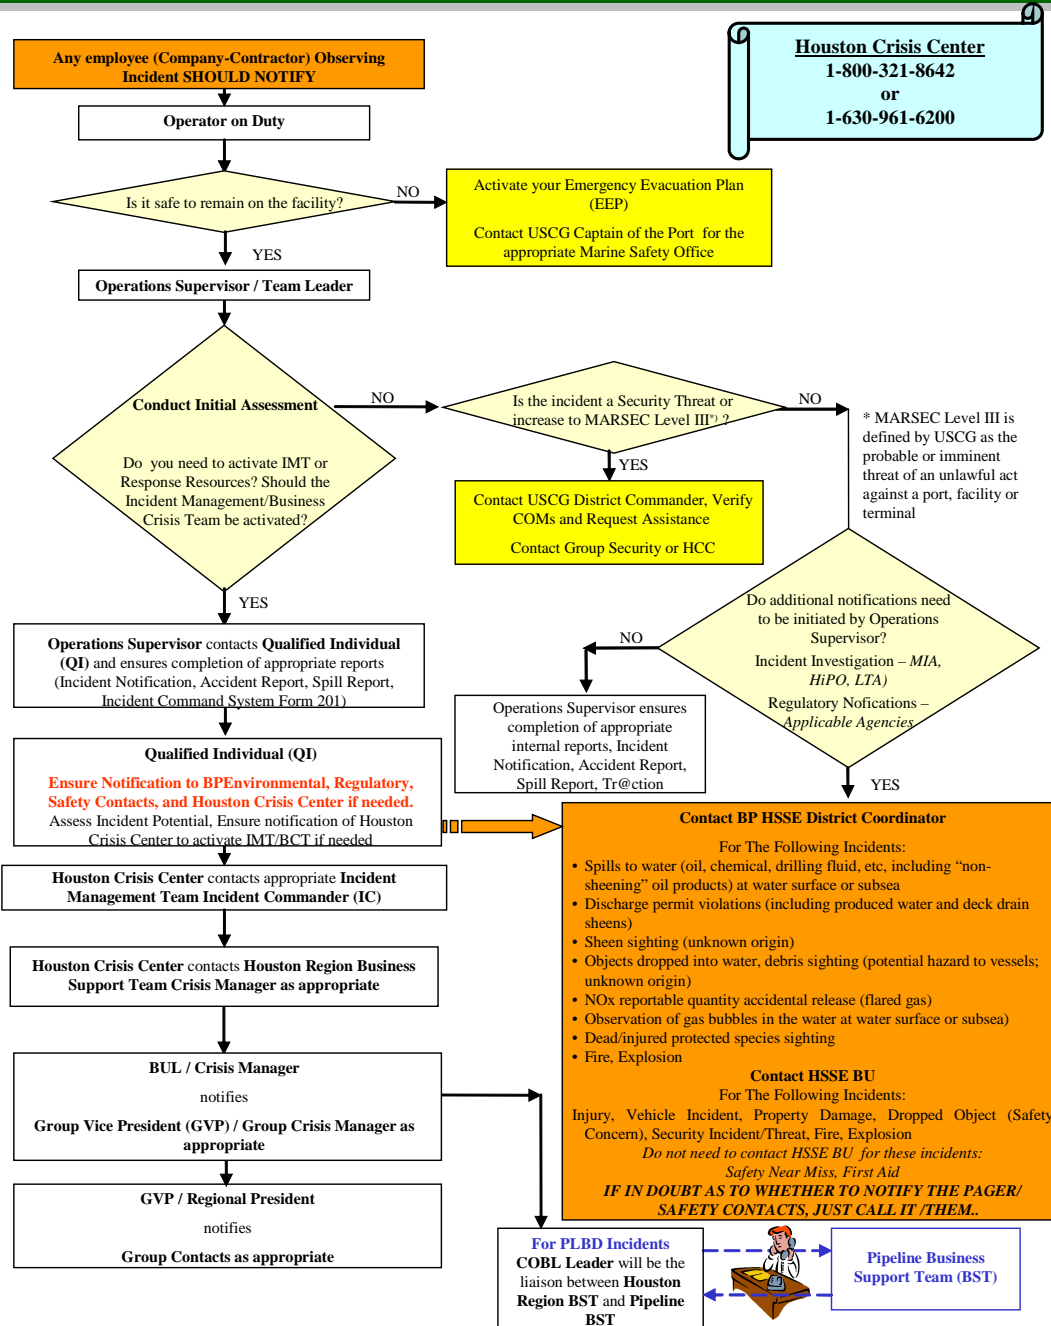 Houston Crisis Center
1-800-321-8642
or
1-630-961-6200
Any employee (Company-Contractor) Observing
Incident SHOULD NOTIFY
Operator on Duty
Is it safe to remain on the facility?
NO
Activate your Emergency Evacuation Plan
(EEP)
Contact USCG Captain of the Port for the
appropriate Marine Safety Office
YES
Operations Supervisor / Team Leader
Conduct Initial Assessment
Do you need to activate IMT or
Response Resources? Should the
Incident Management/Business
Crisis Team be activated?
NO
Is the incident a Security Threat or
increase to MARSEC Level III*) ?
NO
* MARSEC Level III is
defined by USCG as the
probable or imminent
threat of an unlawful act
against a port, facility or
terminal
YES
Contact USCG District Commander, Verify
COMs and Request Assistance
Contact Group Security or HCC
Do additional notifications need
to be initiated by Operations
Supervisor?
Incident Investigation – MIA,
HiPO, LTA)
Regulatory Nofications –
Applicable Agencies
NO
Operations Supervisor ensures
completion of appropriate
internal reports, Incident
Notification, Accident Report,
Spill Report, Tr@ction
YES
YES
Operations Supervisor contacts Qualified Individual
(QI) and ensures completion of appropriate reports
(Incident Notification, Accident Report, Spill Report,
Incident Command System Form 201)
Qualified Individual (QI)
Ensure Notification to BPEnvironmental, Regulatory,
Safety Contacts, and Houston Crisis Center if needed.
Assess Incident Potential, Ensure notification of Houston
Crisis Center to activate IMT/BCT if needed
Houston Crisis Center contacts appropriate Incident
Management Team Incident Commander (IC)
Houston Crisis Center contacts Houston Region Business
Support Team Crisis Manager as appropriate
BUL / Crisis Manager
notifies
Group Vice President (GVP) / Group Crisis Manager as
appropriate
GVP / Regional President
notifies
Group Contacts as appropriate
Contact BP HSSE District Coordinator
For The Following Incidents:
• Spills to water (oil, chemical, drilling fluid, etc, including “non-
sheening” oil products) at water surface or subsea
• Discharge permit violations (including produced water and deck drain
sheens)
• Sheen sighting (unknown origin)
• Objects dropped into water, debris sighting (potential hazard to vessels;
unknown origin)
• NOx reportable quantity accidental release (flared gas)
• Observation of gas bubbles in the water at water surface or subsea)
• Dead/injured protected species sighting
• Fire, Explosion
Contact HSSE BU
For The Following Incidents:
Injury, Vehicle Incident, Property Damage, Dropped Object (Safety
Concern), Security Incident/Threat, Fire, Explosion
Do not need to contact HSSE BU for these incidents:
Safety Near Miss, First Aid
IF IN DOUBT AS TO WHETHER TO NOTIFY THE PAGER/
SAFETY CONTACTS, JUST CALL IT /THEM..
For PLBD Incidents
COBL Leader will be the
liaison between Houston
Region BST and Pipeline
BST
Pipeline Business
Support Team (BST)